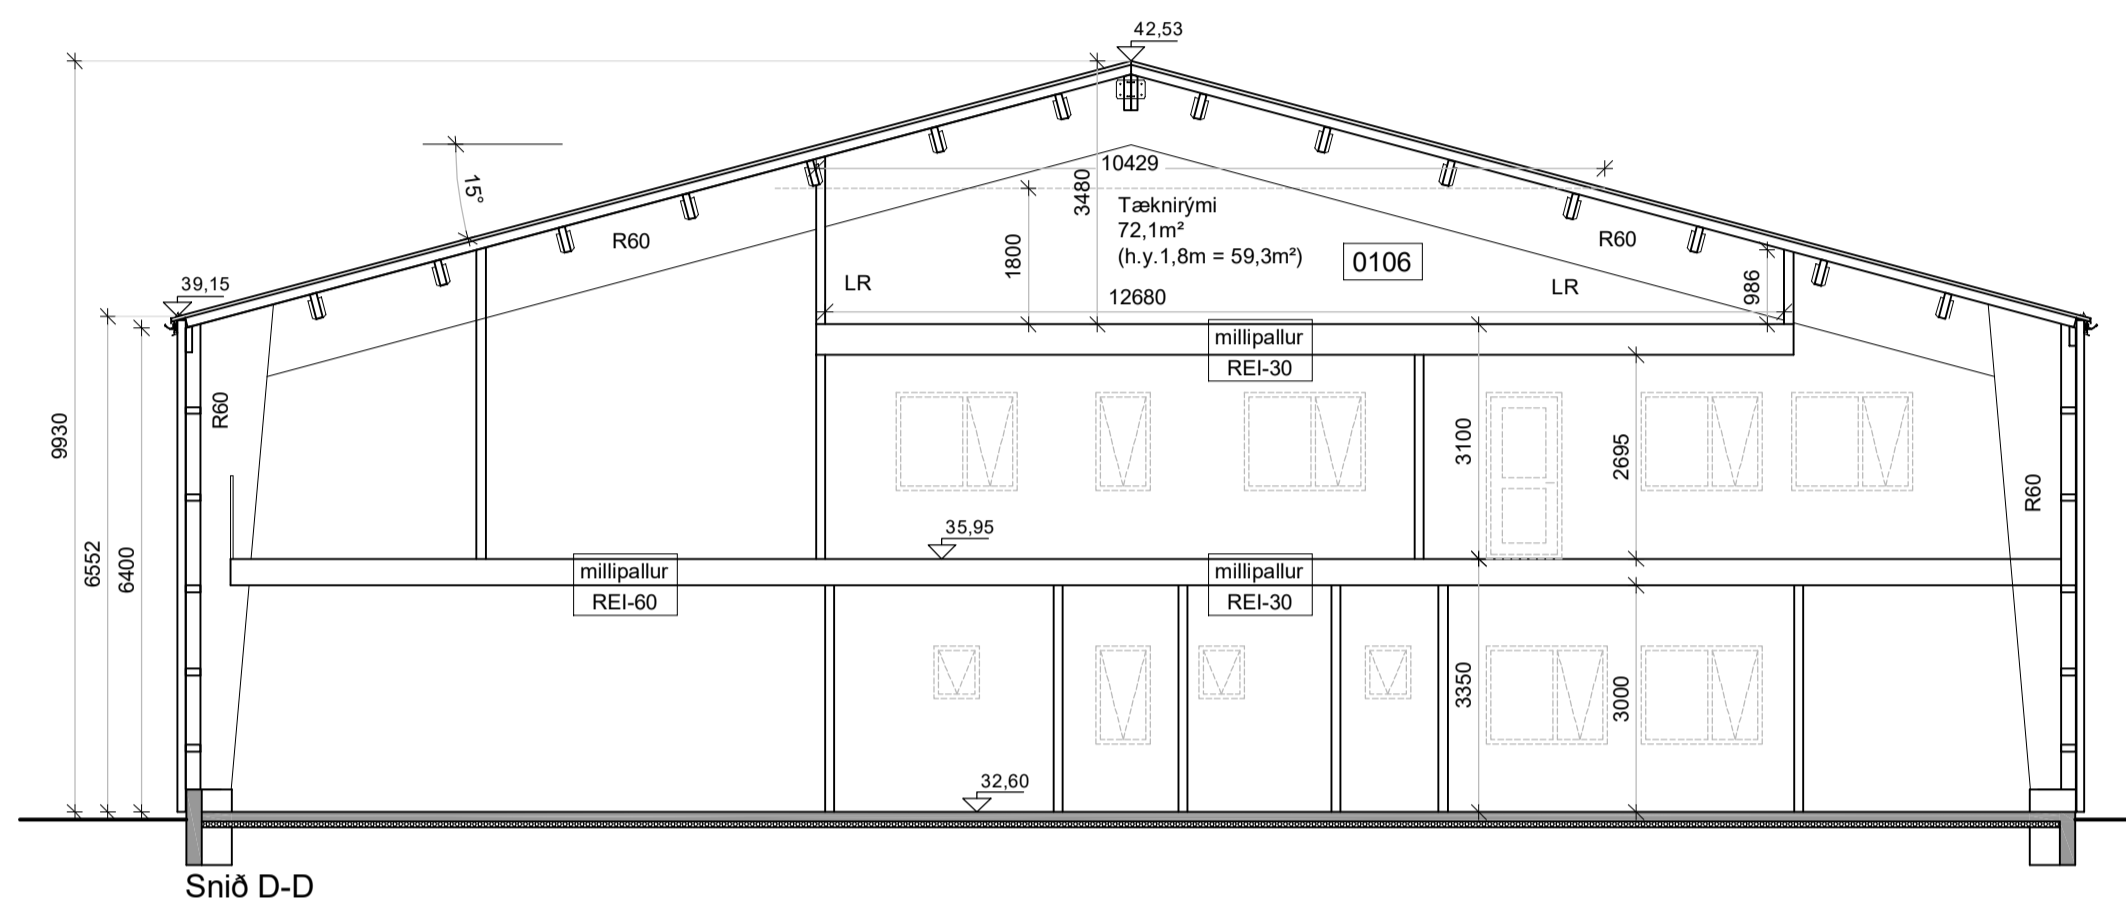 42,53
10429
15°
3480
Tæknirými
72,1m²
(h.y.1,8m = 59,3m²)
R60
R60
1800
0106
39,15
LR
LR
986
12680
millipallur
REI-30
R60
9930
3100
2695
R60
35,95
6552
6400
millipallur
REI-60
millipallur
REI-30
3350
3000
32,60
Snið D-D